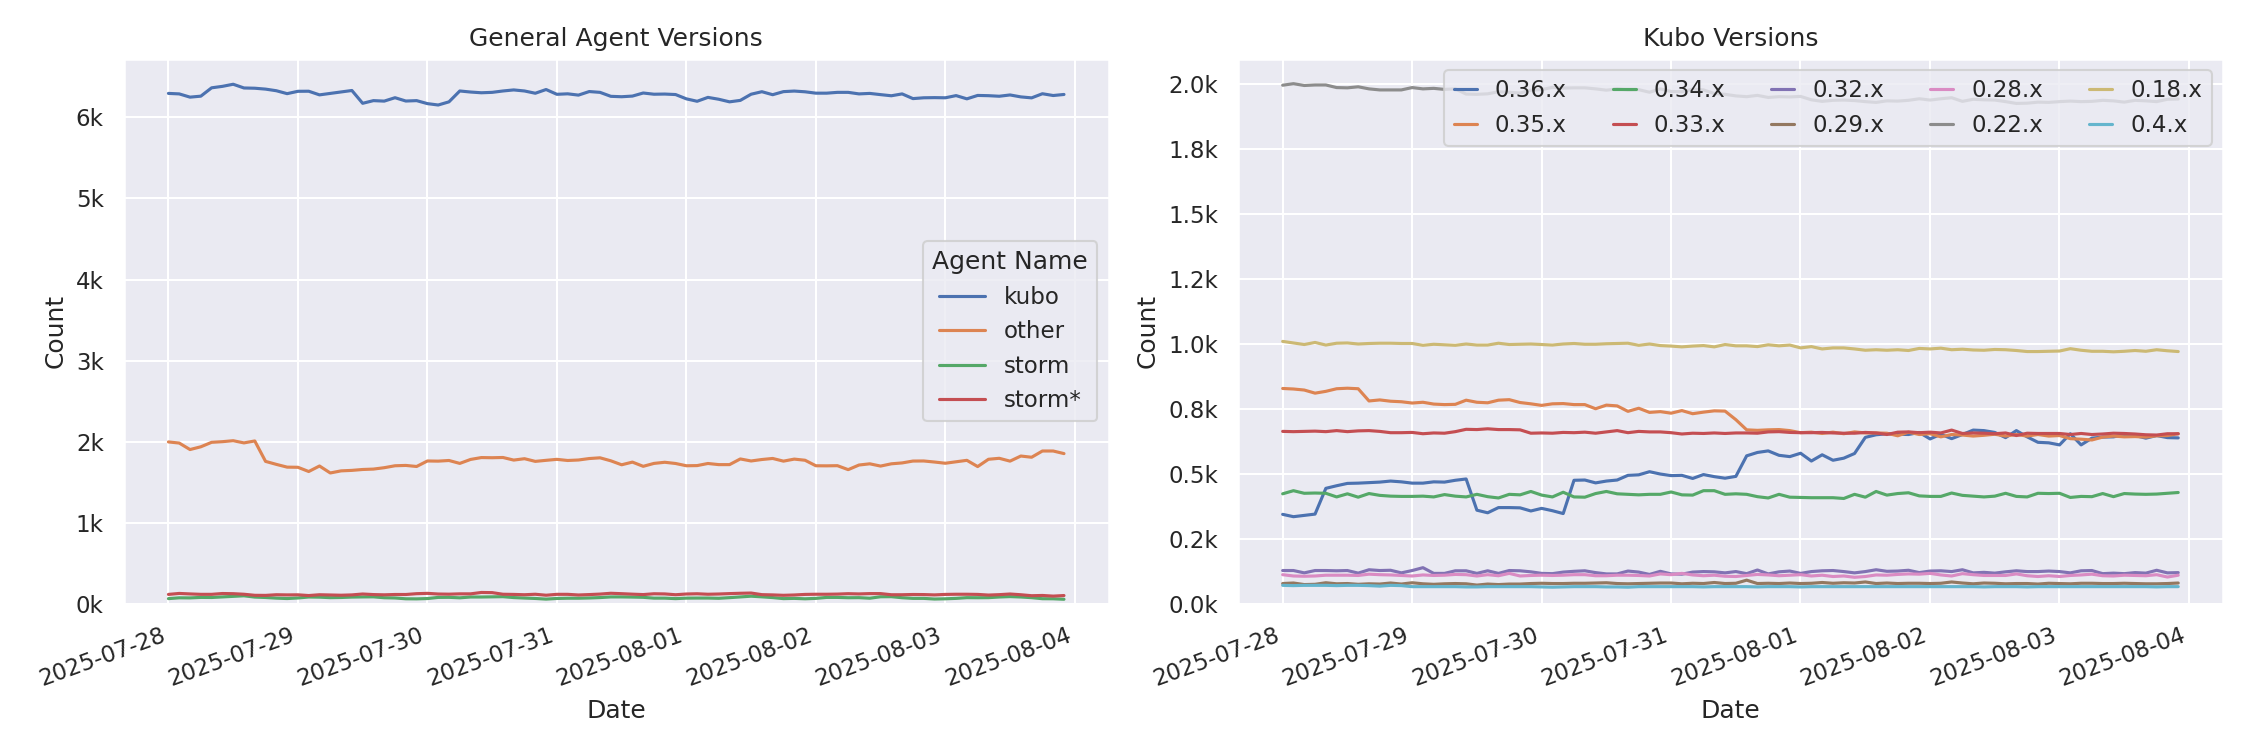 General Agent Versions
6k
5k
4k
3k
2k
1k
0k
Count
Agent Name
kubo
other
storm
storm*
2025-07-28
2025-07-29
2025-07-30
2025-07-31
2025-08-01
2025-08-02
2025-08-03
2025-08-04
Date
Kubo Versions
2.0k
1.8k
1.5k
1.2k
1.0k
0.8k
0.5k
0.2k
0.0k
Count
0.36.x 0.34.x 0.32.x 0.28.x 0.18.x
0.35.x 0.33.x 0.29.x 0.22.x 0.4.x
2025-07-28
2025-07-29
2025-07-30
2025-07-31
2025-08-01
2025-08-02
2025-08-03
2025-08-04
Date